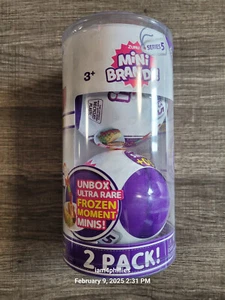 SERIES 5
ZURU
MINI
BRANDS
3+
UNBOX
ULTRA RARE
FROZEN
MOMENT
MINIS!
2 PACK!
February 9, 2025 2:31 PM